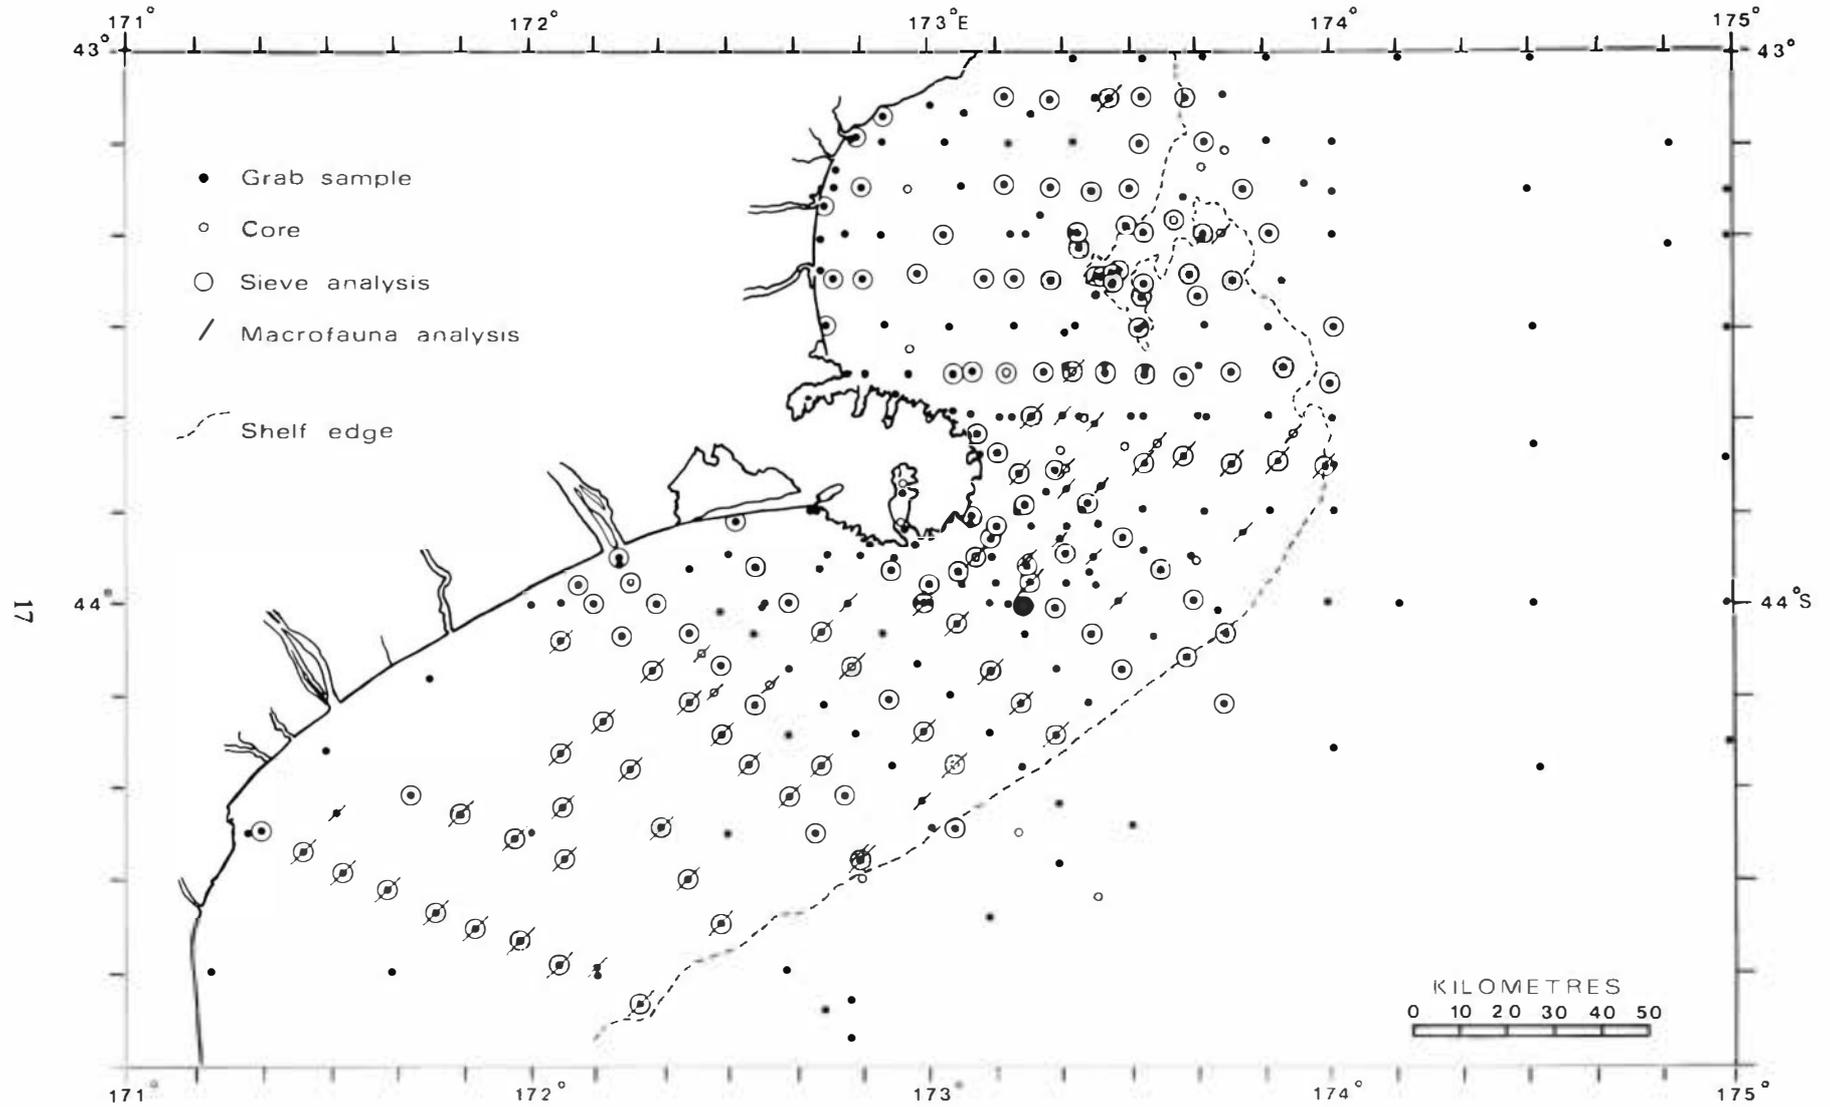 171° 172° 173°E 174° 175°
43° 43°
Grab sample
Core
Sieve analysis
Macrofauna analysis
Shelf edge
17
44° 44°S
KILOMETRES
0 10 20 30 40 50
171° 172° 173° 174° 175°